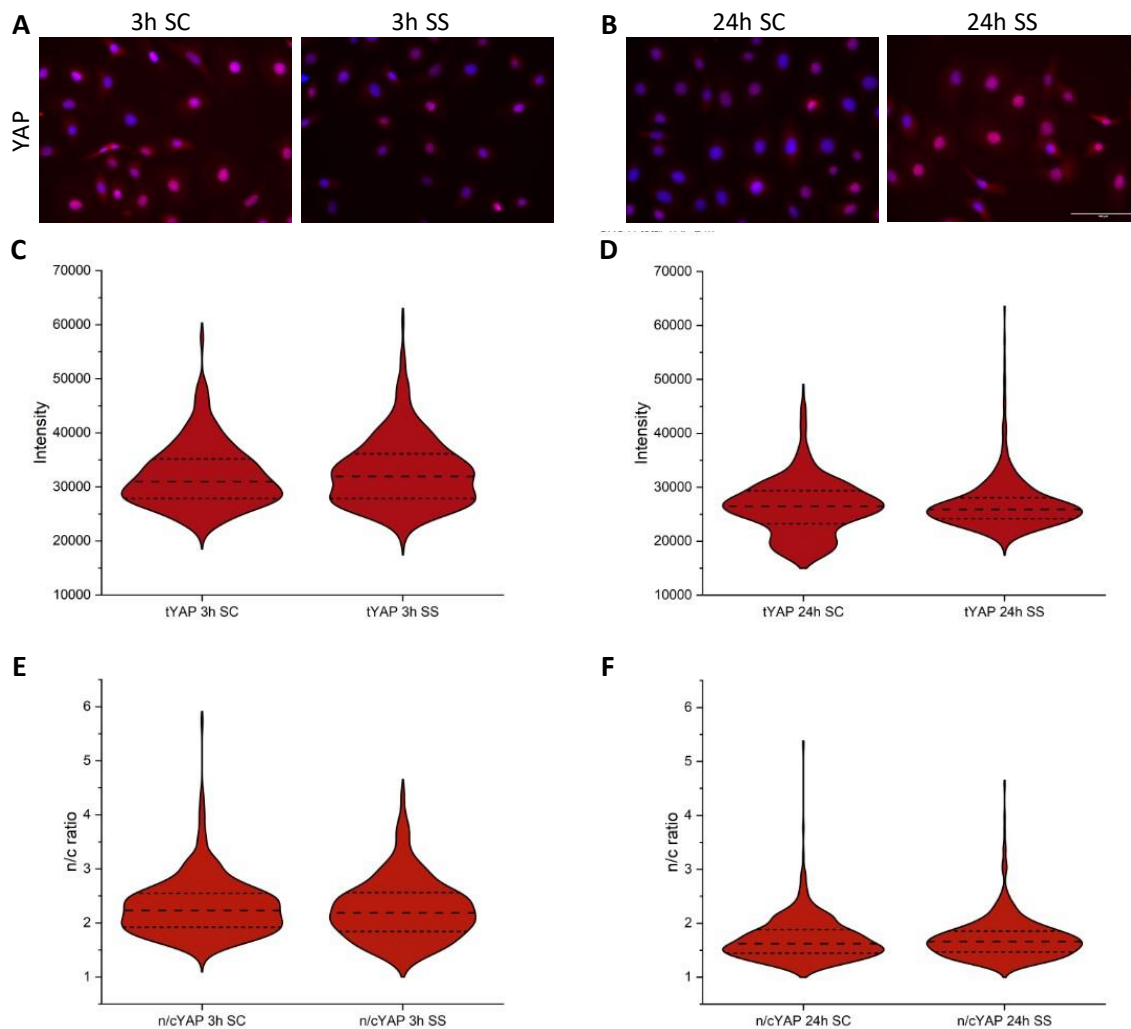 A
3h SC
3h SS
B
24h SC
24h SS
YAP
C
70000
60000
50000
40000
30000
20000
10000
Intensity
tYAP 3h SC
tYAP 3h SS
D
70000
60000
50000
40000
30000
20000
10000
Intensity
tYAP 24h SC
tYAP 24h SS
E
6
5
4
3
2
1
n/c ratio
n/cYAP 3h SC
n/cYAP 3h SS
F
6
5
4
3
2
1
n/c ratio
n/cYAP 24h SC
n/cYAP 24h SS